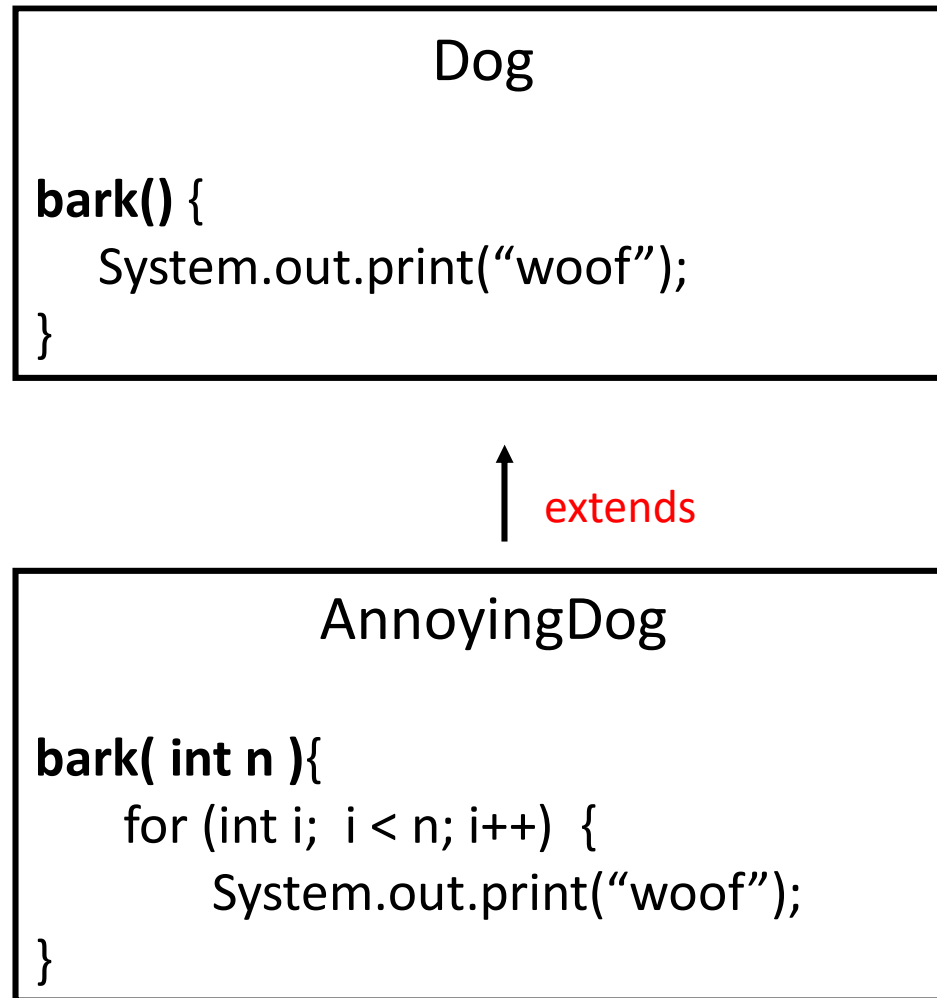 Dog
bark() {
System.out.print(“woof”);
}
extends
AnnoyingDog
bark( int n ){
for (int i;  i < n; i++)  {
System.out.print(“woof”);
}